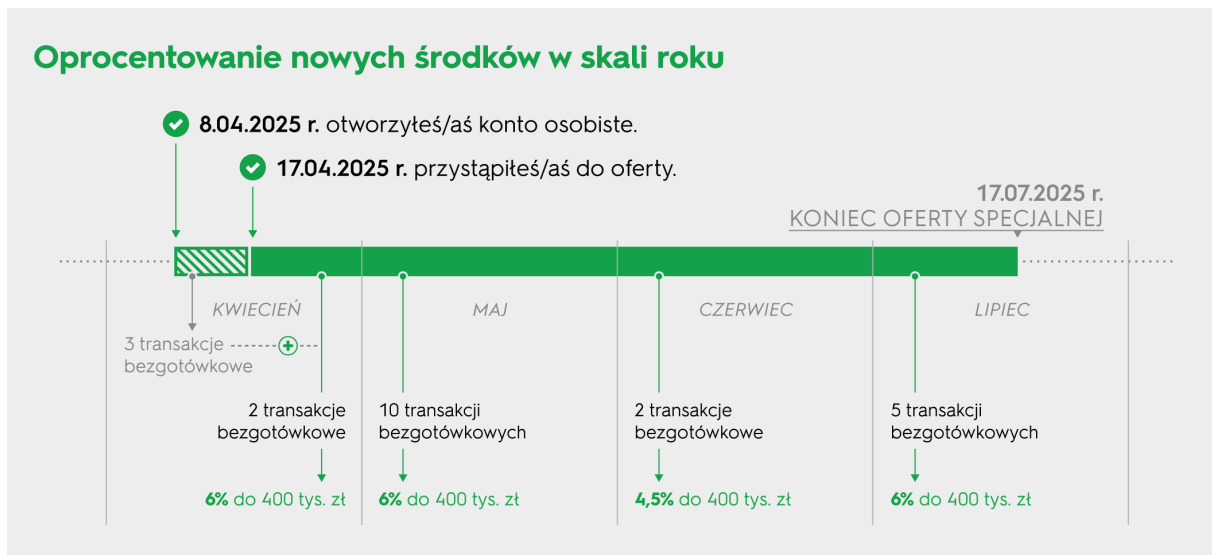 Oprocentowanie nowych środków w skali roku
8.04.2025 r. otworzyłeś/aś konto osobiste.
17.04.2025 r. przystąpiłeś/aś do oferty.
17.07.2025 r.
KONIEC OFERTY SPECJALNEJ
KWIECIEŃ
MAJ
CZERWIEC
LIPIEC
3 transakcje
bezgotówkowe
2 transakcje
bezgotówkowe
10 transakcji
bezgotówkowych
2 transakcje
bezgotówkowe
5 transakcji
bezgotówkowych
6% do 400 tys. zł
6% do 400 tys. zł
4,5% do 400 tys. zł
6% do 400 tys. zł